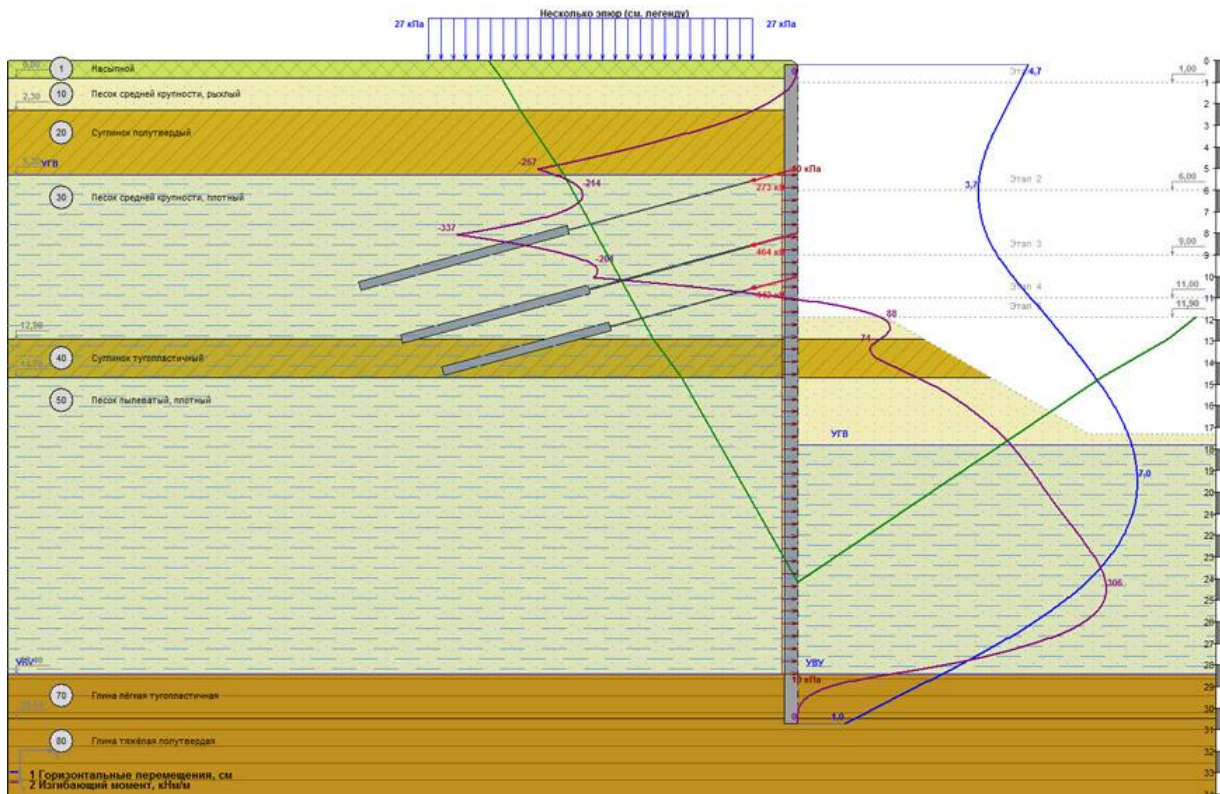 Несколько эпюр (см. легенду)
27 кПа
27 кПа
0,00
1
Насыпной
10
Песок средней крупности, рыхлый
2,30
20
Суглинок полутвердый
УГВ
30
Песок средней крупности, плотный
12,90
40
Суглинок тугопластичный
50
Песок пылеватый, плотный
УВУ
70
Глина лёгкая тугопластичная
80
Глина тяжёлая полутвердая
1 Горизонтальные перемещения, см
2 Изгибающий момент, кНм/м
0
-257
-214
-337
10 кПа
273 кН
464 кН
88
74
306
10 кПа
0
1,0
4,7
3,7
7,0
УГВ
УВУ
1,00
Этап 2
6,00
Этап 3
9,00
Этап 4
11,00
11,90
0
1
2
3
4
5
6
7
8
9
10
11
12
13
14
15
16
17
18
19
20
21
22
23
24
25
26
27
28
29
30
31
32
33